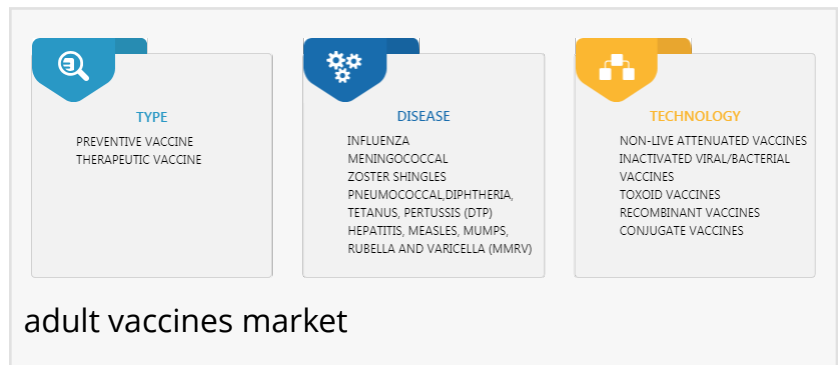 TYPE
PREVENTIVE VACCINE
THERAPEUTIC VACCINE
DISEASE
INFLUENZA
MENINGOCOCCAL
ZOSTER SHINGLES
PNEUMOCOCCAL,DIPHTHERIA,
TETANUS, PERTUSSIS (DTP)
HEPATITIS, MEASLES, MUMPS,
RUBELLA AND VARICELLA (MMRV)
TECHNOLOGY
NON-LIVE ATTENUATED VACCINES
INACTIVATED VIRAL/BACTERIAL
VACCINES
TOXOID VACCINES
RECOMBINANT VACCINES
CONJUGATE VACCINES
adult vaccines market